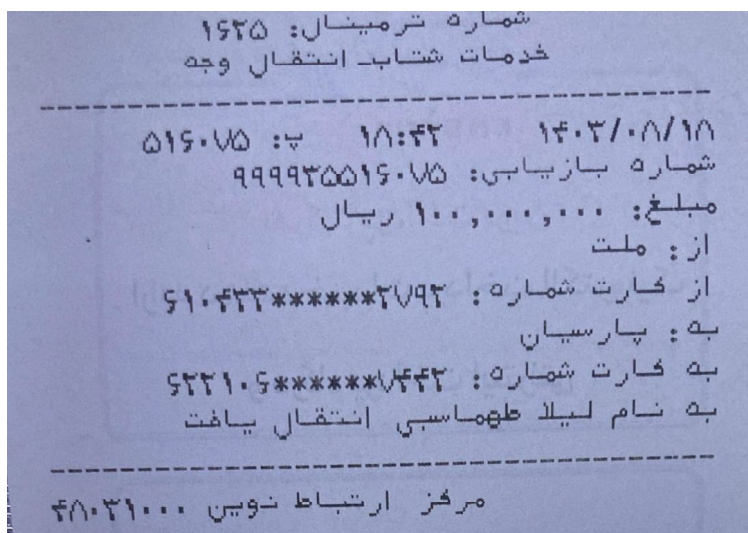 شماره ترمینال: ۱۶۲۵
خدمات شتاب- انتقال وجه
۱۴۰۳/۰۸/۱۸ ۱۸:۴۲ پ: ۵۱۶۰۷۵
شماره بازیابی: ۹۹۹۹۳۵۵۱۶۰۷۵
مبلغ: ۱۰۰,۰۰۰,۰۰۰ ریال
از: ملت
از کارت شماره: ۶۱۰۴۳۳******۳۷۹۲
به: پارسیان
به کارت شماره: ۶۲۲۱۰۶******۷۴۴۲
به نام لیلا طهماسبی انتقال یافت
مرکز ارتباط نوین ۴۸۰۳۱۰۰۰